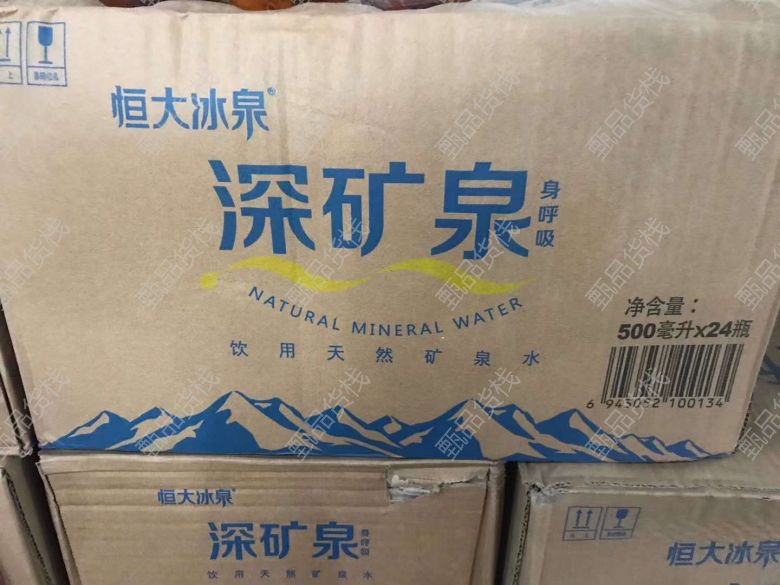 恒大冰泉®
深矿泉
身呼吸
NATURAL MINERAL WATER
饮用天然矿泉水
净含量：
500毫升x24瓶
6 943052 100134
恒大冰泉®
深矿泉
身呼吸
饮用天然矿泉水
恒大冰泉
甄品货栈